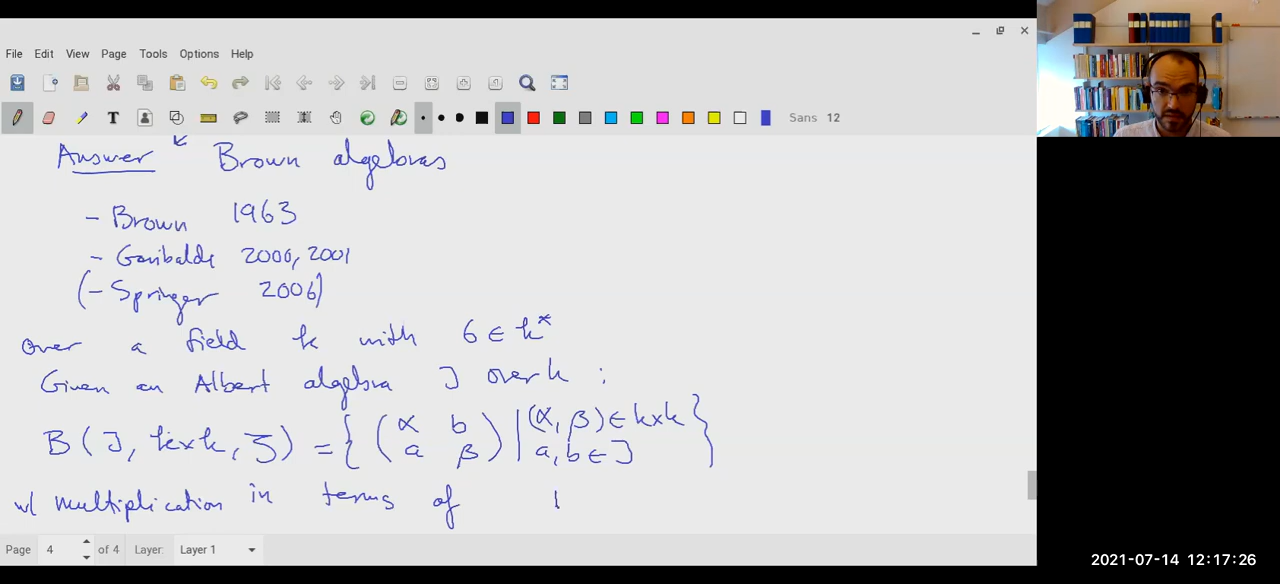 File Edit View Page Tools Options Help
Sans 12
Answer Brown algebras
- Brown 1963
- Garibaldi 2000, 2001
(- Springer 2006)
over a field k with 6 ∈ k*
Given an Albert algebra J over k :
B(J, k×k, ζ) = { ( α b a β ) | (α, β) ∈ k×k a, b ∈ J }
w/ multiplication in terms of
Page 4 of 4 Layer: Layer 1
2021-07-14 12:17:26